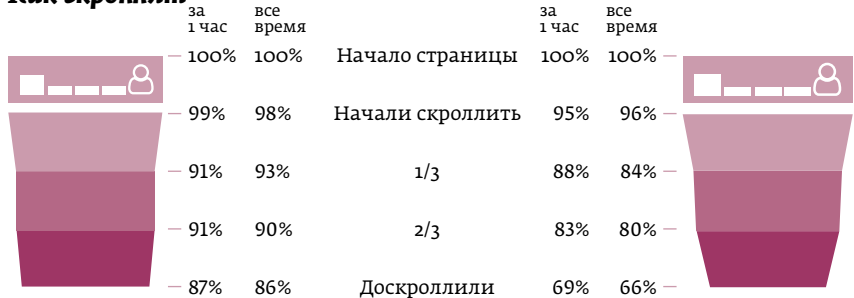 за все за все
1 час время 1 час время
100% 100% Начало страницы 100% 100%
99% 98% Начали скроллить 95% 96%
91% 93% 1/3 88% 84%
91% 90% 2/3 83% 80%
87% 86% Доскроллили 69% 66%